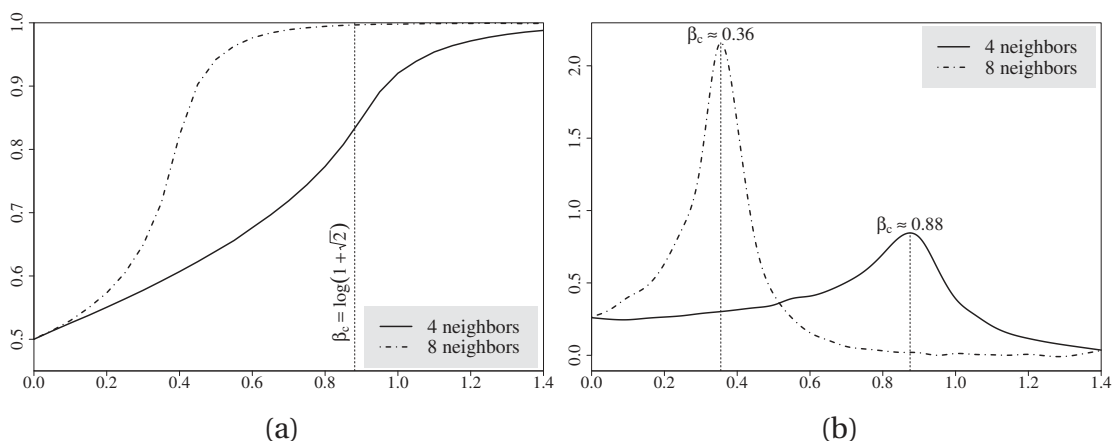 1.0
0.9
0.8
0.7
0.6
0.5
0.0 0.2 0.4 0.6 0.8 1.0 1.2 1.4
β_c = log(1 + √2)
4 neighbors
8 neighbors
(a)
2.0
1.5
1.0
0.5
0.0
0.0 0.2 0.4 0.6 0.8 1.0 1.2 1.4
β_c ≈ 0.36
β_c ≈ 0.88
4 neighbors
8 neighbors
(b)